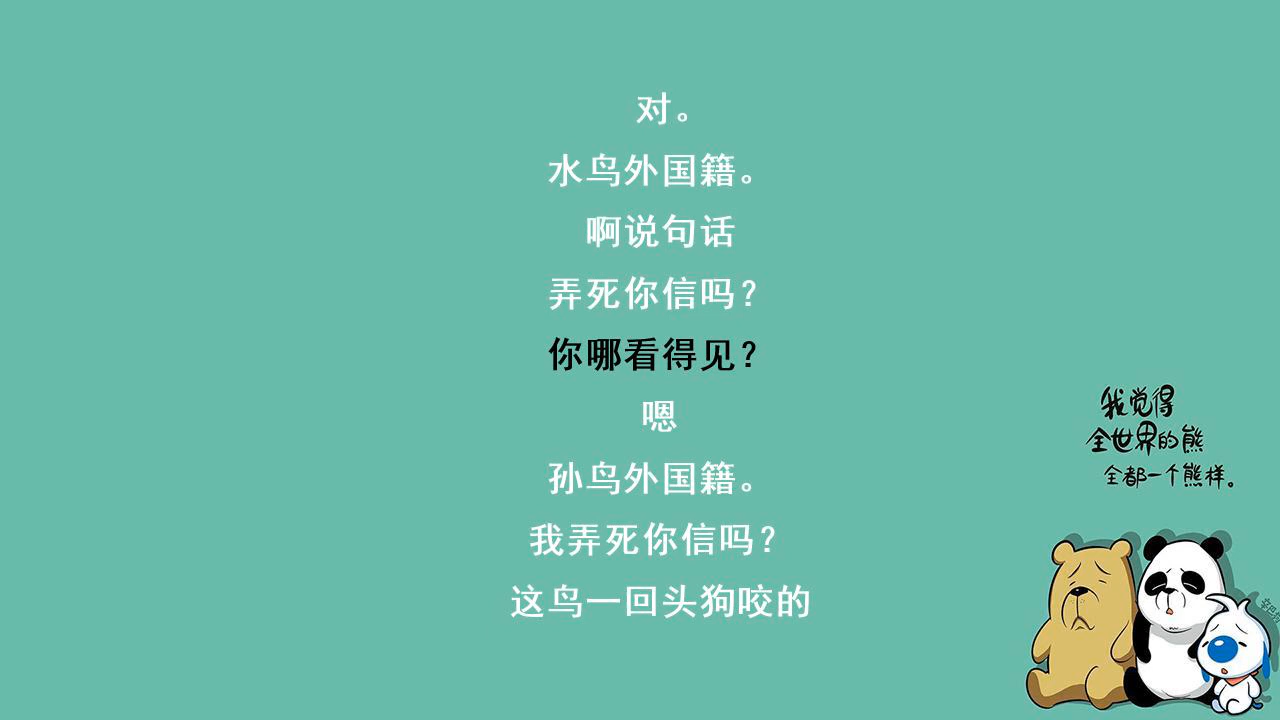 对。
水鸟外国籍。
啊说句话
弄死你信吗？
你哪看得见？
嗯
孙鸟外国籍。
我弄死你信吗？
这鸟一回头狗咬的
我觉得
全世界的熊
全都一个熊样。